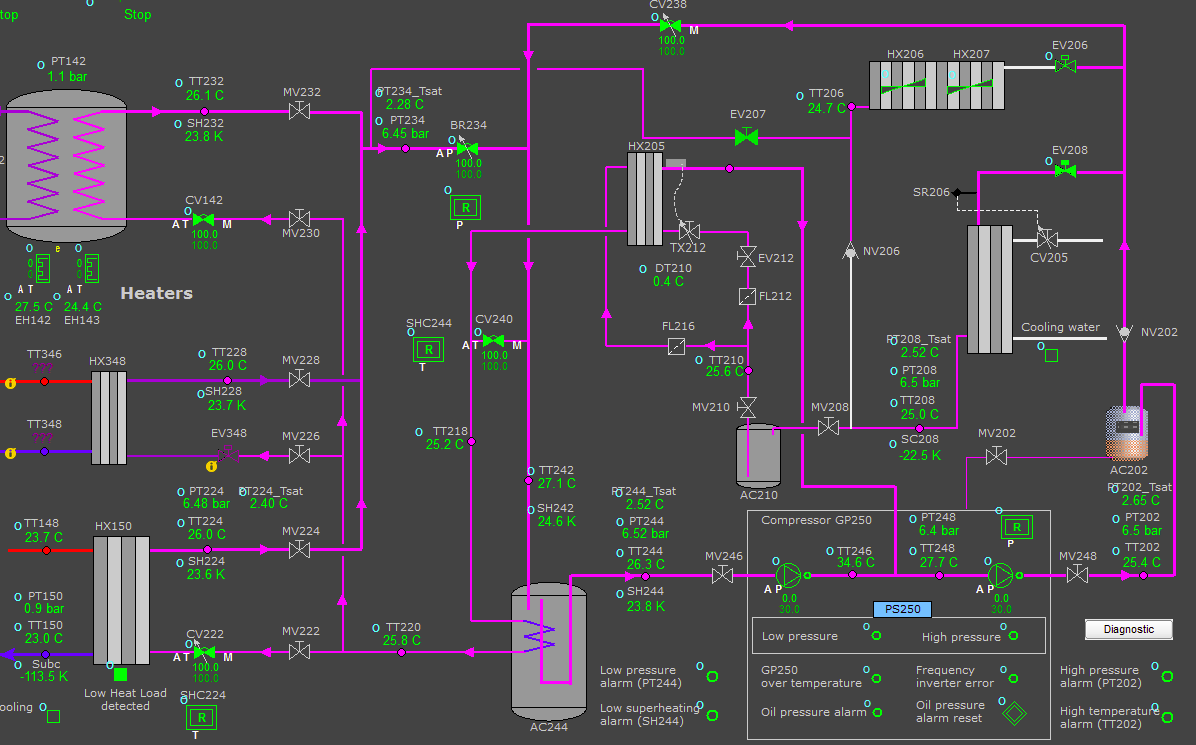 top
Stop
CV238
M
100.0
100.0
PT142
1.1 bar
TT232
26.1 C
SH232
23.8 K
MV232
PT234_Tsat
2.28 C
PT234
6.45 bar
BR234
A P
100.0
100.0
R
P
EV207
HX206
HX207
EV206
TT206
24.7 C
HX205
EV208
SR206
CV205
CV142
A T
M
100.0
100.0
MV230
TX212
EV212
DT210
0.4 C
FL212
FL216
NV206
e
0
0
0
0
A T
A T
27.5 C
24.4 C
EH142
EH143
Heaters
SHC244
R
T
CV240
A T
M
100.0
100.0
Cooling water
NV202
PT208_Tsat
2.52 C
PT208
6.5 bar
TT208
25.0 C
SC208
-22.5 K
TT346
???
HX348
TT228
26.0 C
SH228
23.7 K
MV228
TT210
25.6 C
MV210
MV208
TT348
???
EV348
MV226
TT218
25.2 C
MV202
AC202
AC210
TT242
27.1 C
SH242
24.6 K
PT224
6.48 bar
PT224_Tsat
2.40 C
TT148
23.7 C
HX150
TT224
26.0 C
SH224
23.6 K
MV224
PT244_Tsat
2.52 C
PT244
6.52 bar
TT244
26.3 C
SH244
23.8 K
MV246
Compressor GP250
PT248
6.4 bar
R
P
TT246
34.6 C
TT248
27.7 C
A P
0.0
30.0
A P
0.0
30.0
MV248
PT202_Tsat
2.65 C
PT202
6.5 bar
TT202
25.4 C
PT150
0.9 bar
TT150
23.0 C
Subc
-113.5 K
CV222
A T
M
100.0
100.0
MV222
TT220
25.8 C
AC244
PS250
Low pressure
High pressure
Diagnostic
GP250
over temperature
Frequency
inverter error
Oil pressure alarm
Oil pressure
alarm reset
Low pressure
alarm (PT244)
Low superheating
alarm (SH244)
High pressure
alarm (PT202)
High temperature
alarm (TT202)
Low Heat Load
detected
SHC224
R
T
ooling